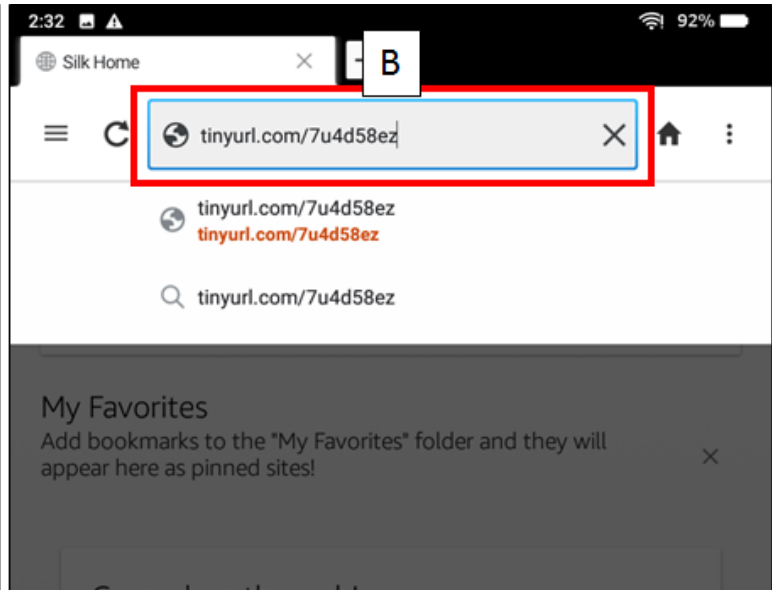 2:32 92%
Silk Home
B
tinyurl.com/7u4d58ez
tinyurl.com/7u4d58ez
tinyurl.com/7u4d58ez
tinyurl.com/7u4d58ez
My Favorites
Add bookmarks to the "My Favorites" folder and they will
appear here as pinned sites!